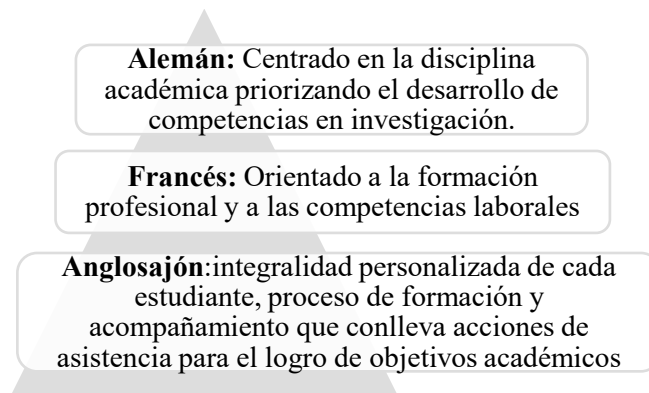 Alemán: Centrado en la disciplina
académica priorizando el desarrollo de
competencias en investigación.
Francés: Orientado a la formación
profesional y a las competencias laborales
Anglosajón:integralidad personalizada de cada
estudiante, proceso de formación y
acompañamiento que conlleva acciones de
asistencia para el logro de objetivos académicos